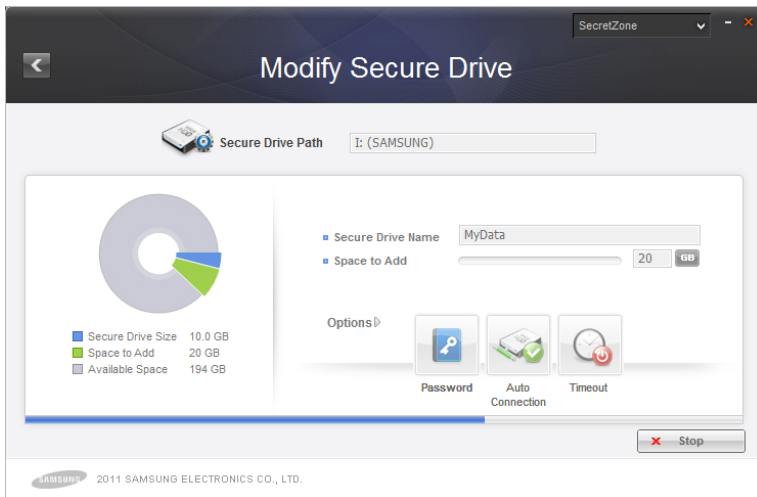 SecretZone
Modify Secure Drive
Secure Drive Path I: (SAMSUNG)
Secure Drive Name MyData
Space to Add 20 GB
Options
Secure Drive Size 10.0 GB
Space to Add 20 GB
Available Space 194 GB
Password Auto Connection Timeout
Stop
SAMSUNG 2011 SAMSUNG ELECTRONICS CO., LTD.